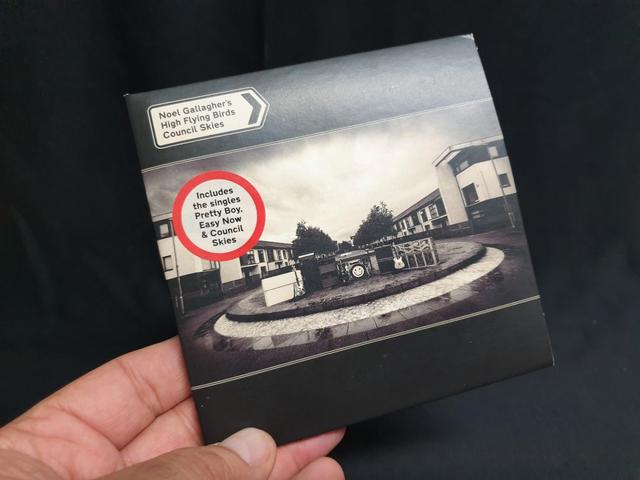 Noel Gallagher's
High Flying Birds
Council Skies
Includes
the singles
Pretty Boy,
Easy Now
& Council
Skies